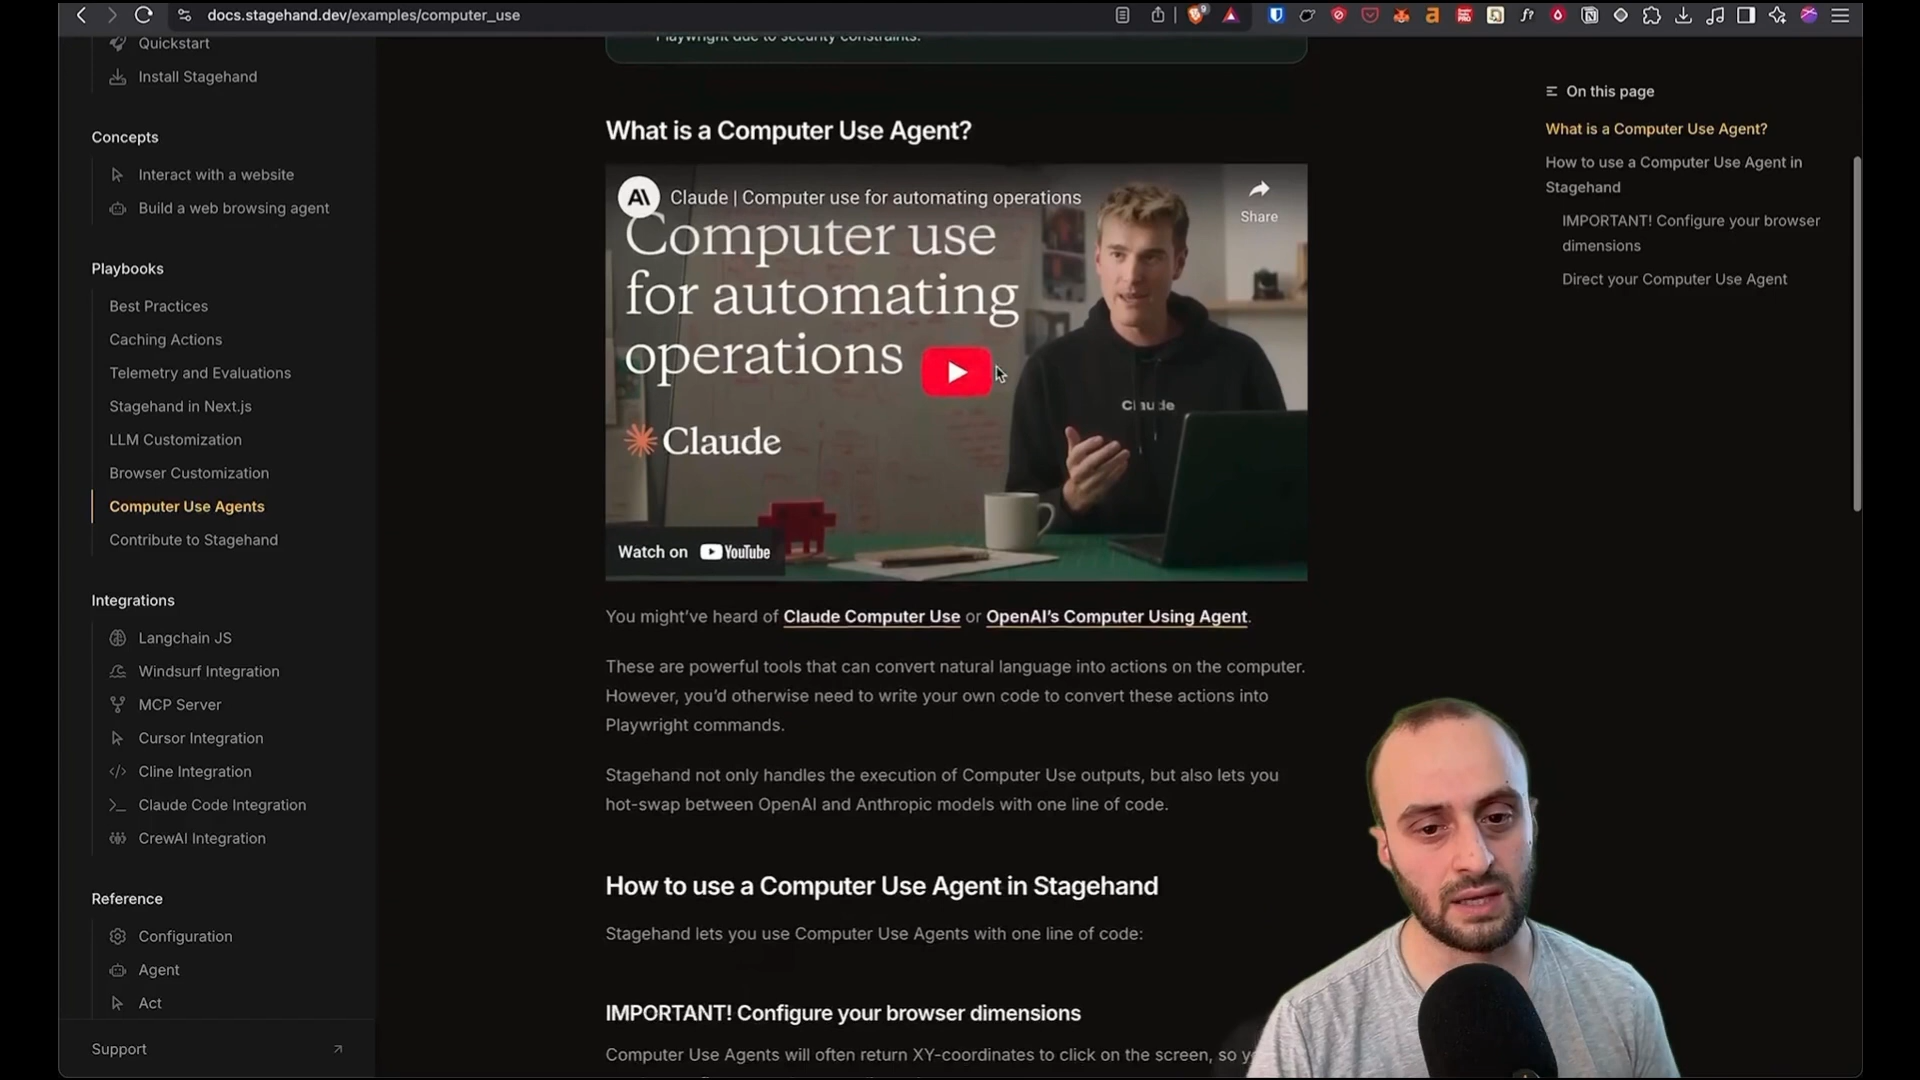 docs.stagehand.dev/examples/computer_use
Quickstart
Install Stagehand
Concepts
Interact with a website
Build a web browsing agent
Playbooks
Best Practices
Caching Actions
Telemetry and Evaluations
Stagehand in Next.js
LLM Customization
Browser Customization
Computer Use Agents
Contribute to Stagehand
Integrations
Langchain JS
Windsurf Integration
MCP Server
Cursor Integration
Cline Integration
Claude Code Integration
CrewAI Integration
Reference
Configuration
Agent
Act
Support
Playwright due to security constraints.
What is a Computer Use Agent?
Claude | Computer use for automating operations
Share
Computer use
for automating
operations
Claude
Claude
Watch on YouTube
You might've heard of Claude Computer Use or OpenAI's Computer Using Agent.
These are powerful tools that can convert natural language into actions on the computer.
However, you'd otherwise need to write your own code to convert these actions into
Playwright commands.
Stagehand not only handles the execution of Computer Use outputs, but also lets you
hot-swap between OpenAI and Anthropic models with one line of code.
How to use a Computer Use Agent in Stagehand
Stagehand lets you use Computer Use Agents with one line of code:
IMPORTANT! Configure your browser dimensions
Computer Use Agents will often return XY-coordinates to click on the screen, so
On this page
What is a Computer Use Agent?
How to use a Computer Use Agent in
Stagehand
IMPORTANT! Configure your browser
dimensions
Direct your Computer Use Agent